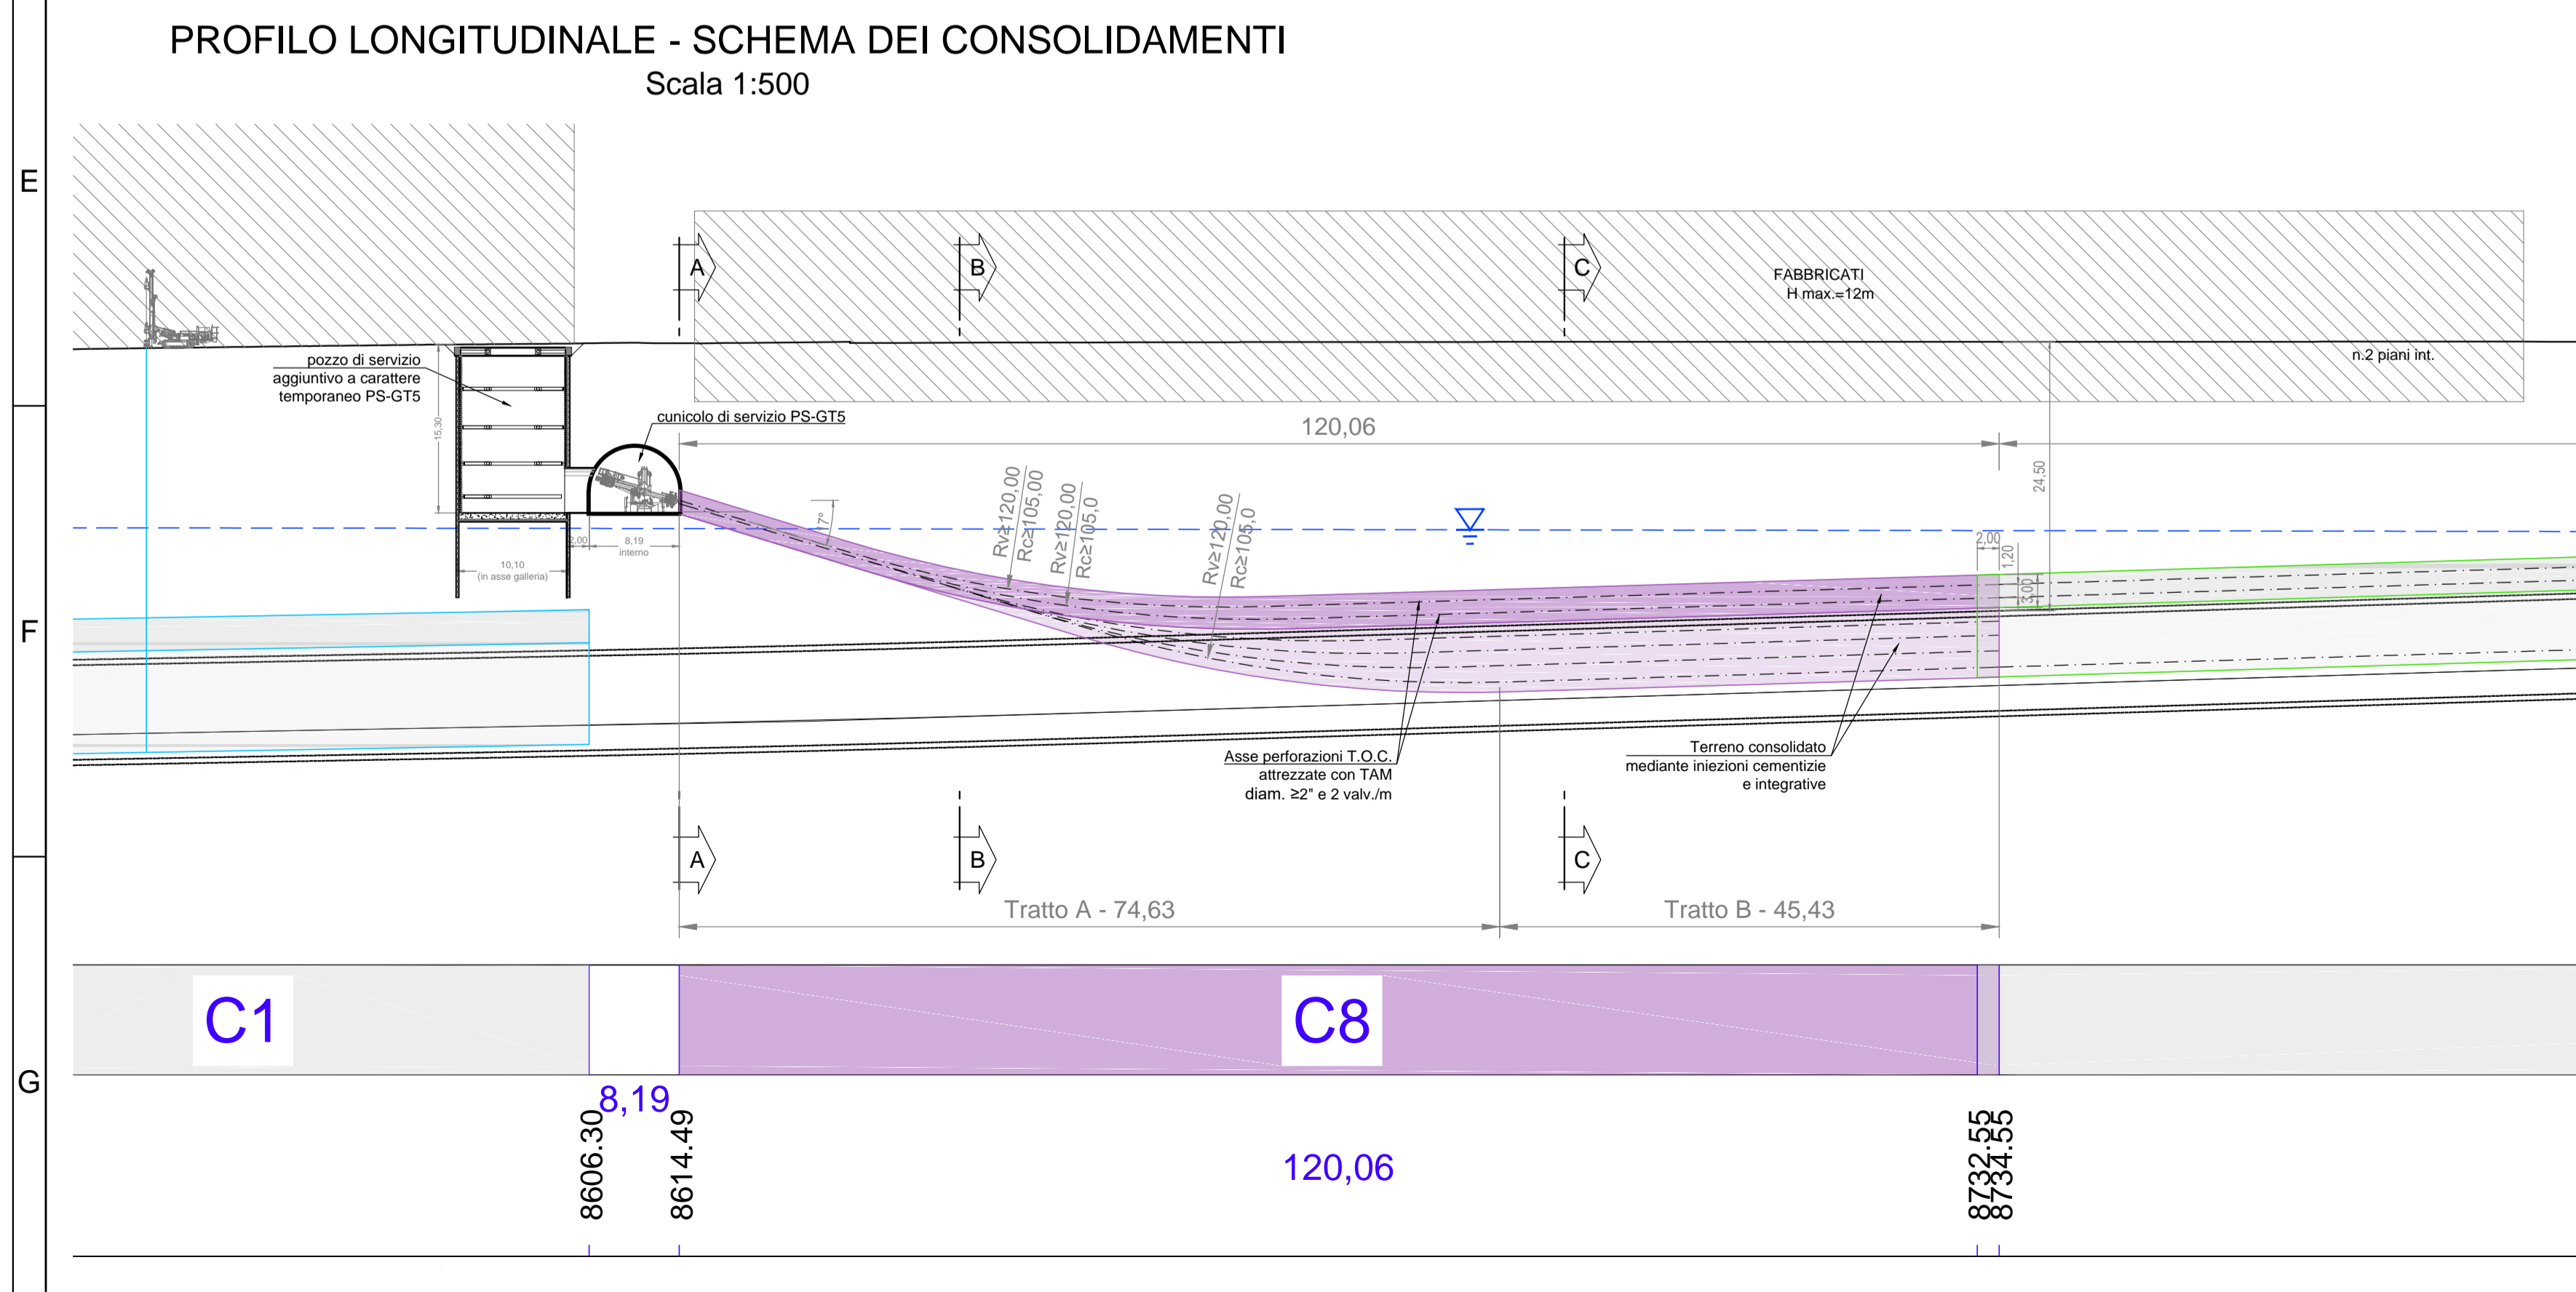 PROFILO LONGITUDINALE - SCHEMA DEI CONSOLIDAMENTI
Scala 1:500
E
A
B
C
FABBRICATI
H max.=12m
n.2 piani int.
pozzo di servizio
aggiuntivo a carattere
temporaneo PS-GT5
15,30
cunicolo di servizio PS-GT5
120,06
24.50
Rv≥120,00
Rc≥105,00
Rv≥120,00
Rc≥105,0
Rv≥120,00
Rc≥105,0
17°
2,00
8,19
interno
10,10
(in asse galleria)
2,00
1,20
3,00
F
Asse perforazioni T.O.C.
attrezzate con TAM
diam. ≥2" e 2 valv./m
Terreno consolidato
mediante iniezioni cementizie
e integrative
A
B
C
Tratto A - 74,63
Tratto B - 45,43
C1
C8
G
8,19
8606.30
8614.49
120,06
8732.55
8734.55